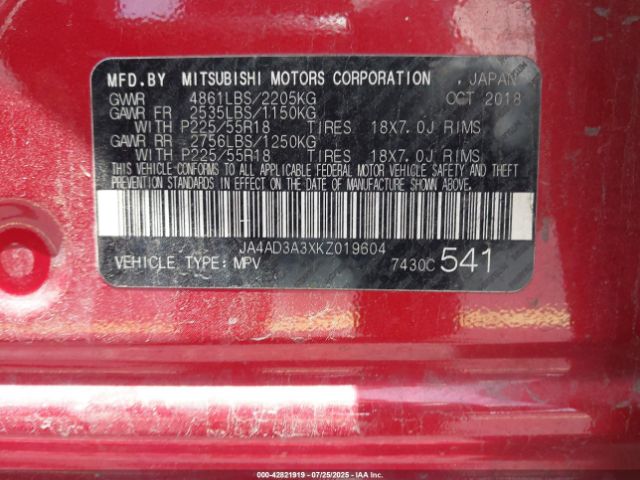 MFD.BY MITSUBISHI MOTORS CORPORATION , JAPAN
GVWR 4861LBS/2205KG OCT 2018
GAWR FR 2535LBS/1150KG
WITH P225/55R18 TIRES 18X7.0J RIMS
GAWR RR 2756LBS/1250KG
WITH P225/55R18 TIRES 18X7.0J RIMS
THIS VEHICLE CONFORMS TO ALL APPLICABLE FEDERAL MOTOR VEHICLE SAFETY AND THEFT
PREVENTION STANDARDS IN EFFECT ON THE DATE OF MANUFACTURE SHOWN ABOVE.
JA4AD3A3XKZ019604
VEHICLE TYPE: MPV 7430C 541
000-42821919 - 07/25/2025 - IAAI.COM